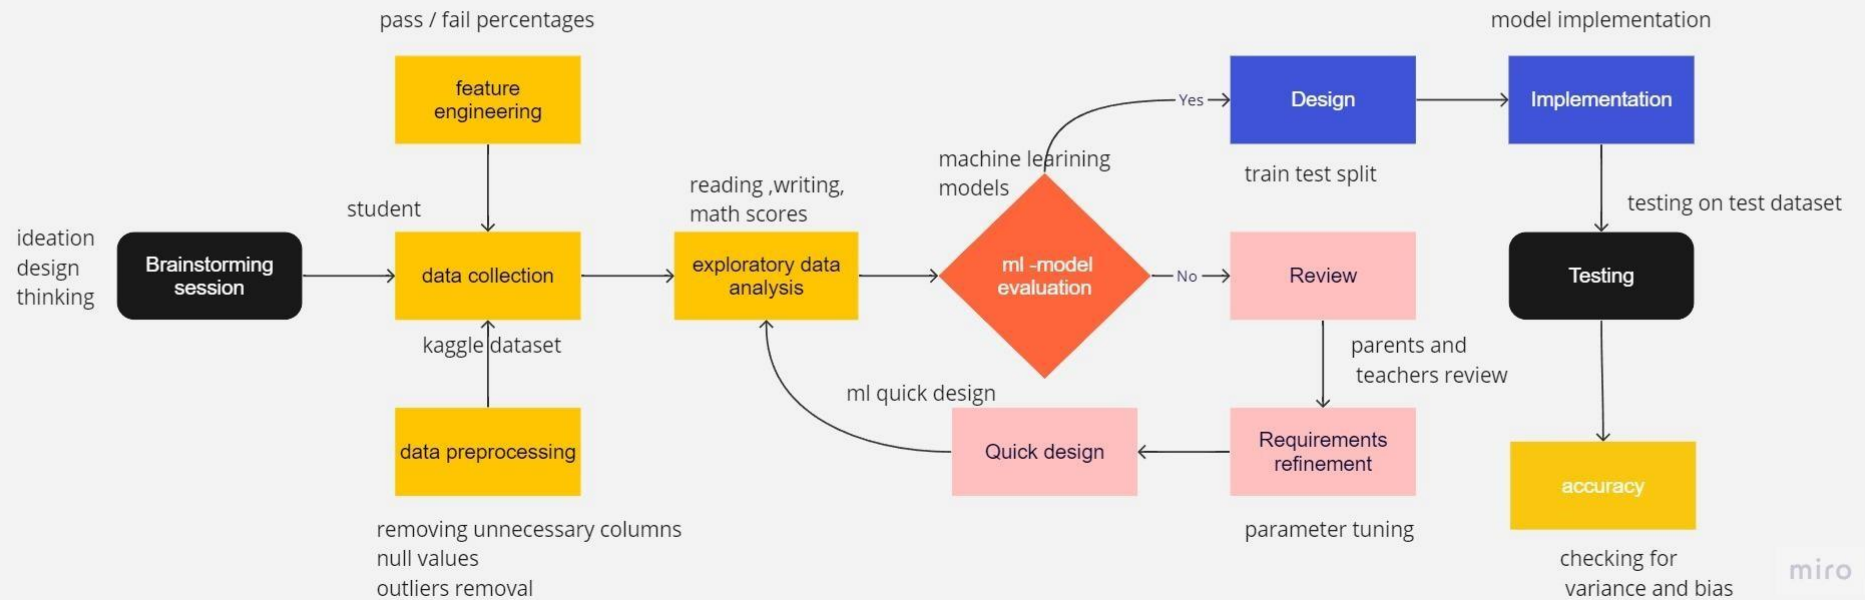 pass / fail percentages
model implementation
feature
engineering
Yes
Design
Implementation
machine learining
models
train test split
reading ,writing,
math scores
student
testing on test dataset
ideation
design
thinking
Brainstorming
session
data collection
exploratory data
analysis
ml -model
evaluation
No
Review
Testing
kaggle dataset
parents and
teachers review
ml quick design
data preprocessing
Quick design
Requirements
refinement
accuracy
removing unnecessary columns
null values
outliers removal
parameter tuning
checking for
variance and bias
miro